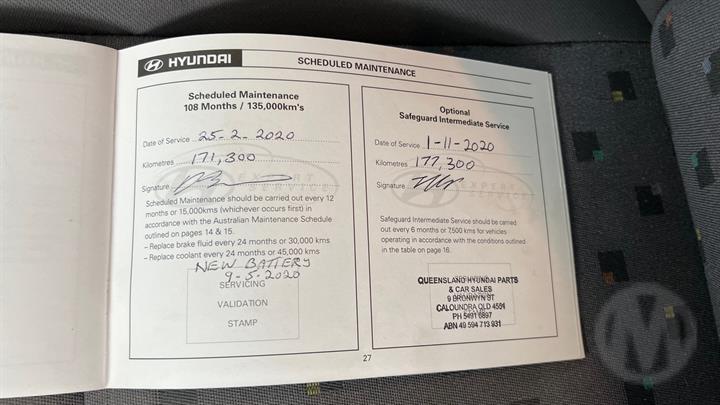 HYUNDAI
SCHEDULED MAINTENANCE
Scheduled Maintenance
108 Months / 135,000km's
Date of Service 25-2-2020
Kilometres 171,300
Signature
Scheduled Maintenance should be carried out every 12
months or 15,000kms (whichever occurs first) in
accordance with the Australian Maintenance Schedule
outlined on pages 14 & 15.
– Replace brake fluid every 24 months or 30,000 kms
– Replace coolant every 24 months or 45,000 kms
NEW BATTERY
9-5-2020
SERVICING
VALIDATION
STAMP
Optional
Safeguard Intermediate Service
Date of Service 1-11-2020
Kilometres 177,300
Signature
EXPERT
SERVICE
Safeguard Intermediate Service should be carried
out every 6 months or 7,500 kms for vehicles
operating in accordance with the conditions outlined
in the table on page 16.
QUEENSLAND HYUNDAI PARTS
& CAR SALES
9 BRONWYN ST
CALOUNDRA QLD 4551
PH 5491 6897
ABN 49 594 713 931
27
M